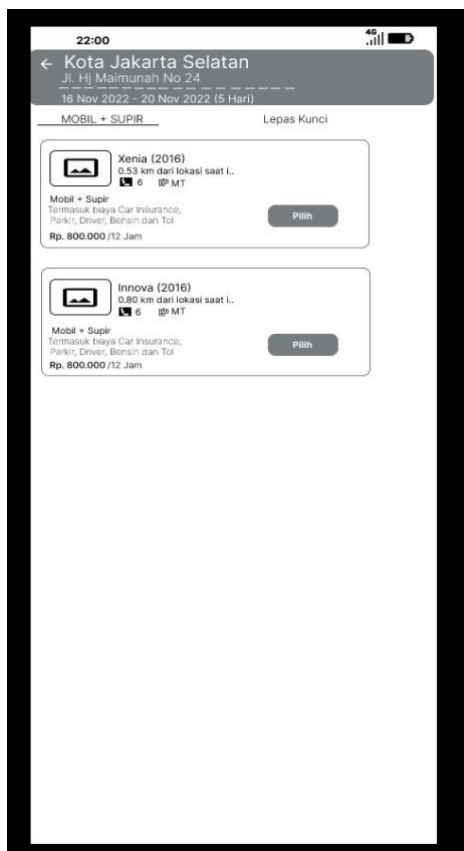 22:00
4G
Kota Jakarta Selatan
Jl. Hj Maimunah No 24
16 Nov 2022 - 20 Nov 2022 (5 Hari)
MOBIL + SUPIR
Lepas Kunci
Xenia (2016)
0.53 km dari lokasi saat i..
6 MT
Mobil + Supir
Termasuk biaya Car Insurance,
Parkir, Driver, Bensin dan Tol
Pilih
Rp. 800.000 /12 Jam
Innova (2016)
0.80 km dari lokasi saat i..
6 MT
Mobil + Supir
Termasuk biaya Car Insurance,
Parkir, Driver, Bensin dan Tol
Pilih
Rp. 800.000 /12 Jam